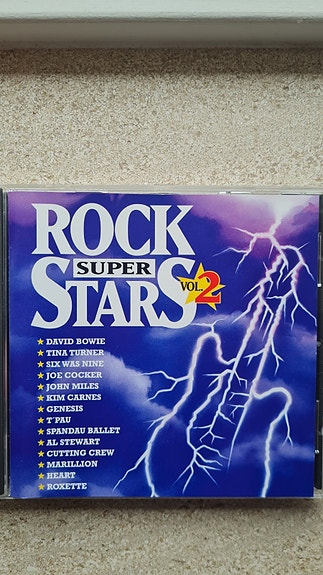 ROCK
SUPER
STARS
VOL. 2
DAVID BOWIE
TINA TURNER
SIX WAS NINE
JOE COCKER
JOHN MILES
KIM CARNES
GENESIS
T'PAU
SPANDAU BALLET
AL STEWART
CUTTING CREW
MARILLION
HEART
ROXETTE